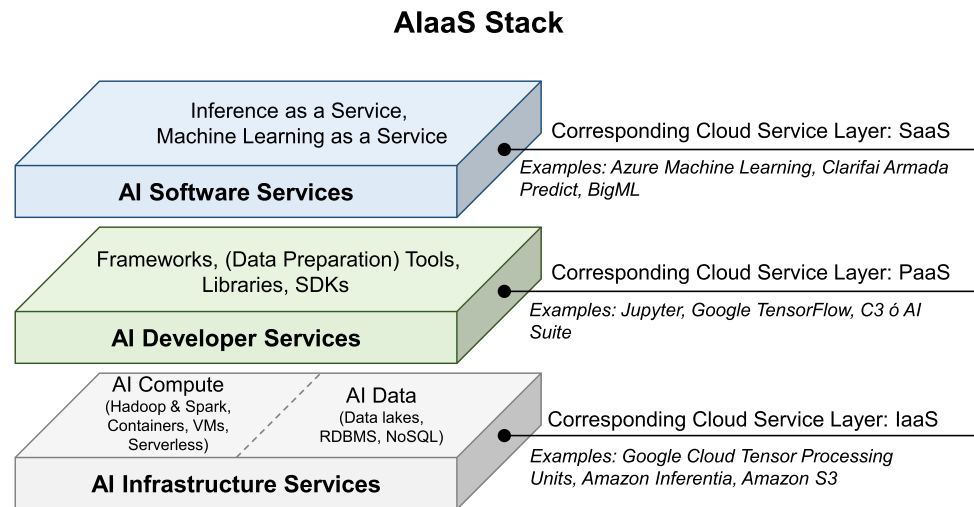 AIaaS Stack
Inference as a Service,
Machine Learning as a Service
AI Software Services
Corresponding Cloud Service Layer: SaaS
Examples: Azure Machine Learning, Clarifai Armada
Predict, BigML
Frameworks, (Data Preparation) Tools,
Libraries, SDKs
AI Developer Services
Corresponding Cloud Service Layer: PaaS
Examples: Jupyter, Google TensorFlow, C3 ó AI
Suite
AI Compute
(Hadoop & Spark,
Containers, VMs,
Serverless)
AI Data
(Data lakes,
RDBMS, NoSQL)
AI Infrastructure Services
Corresponding Cloud Service Layer: IaaS
Examples: Google Cloud Tensor Processing
Units, Amazon Inferentia, Amazon S3